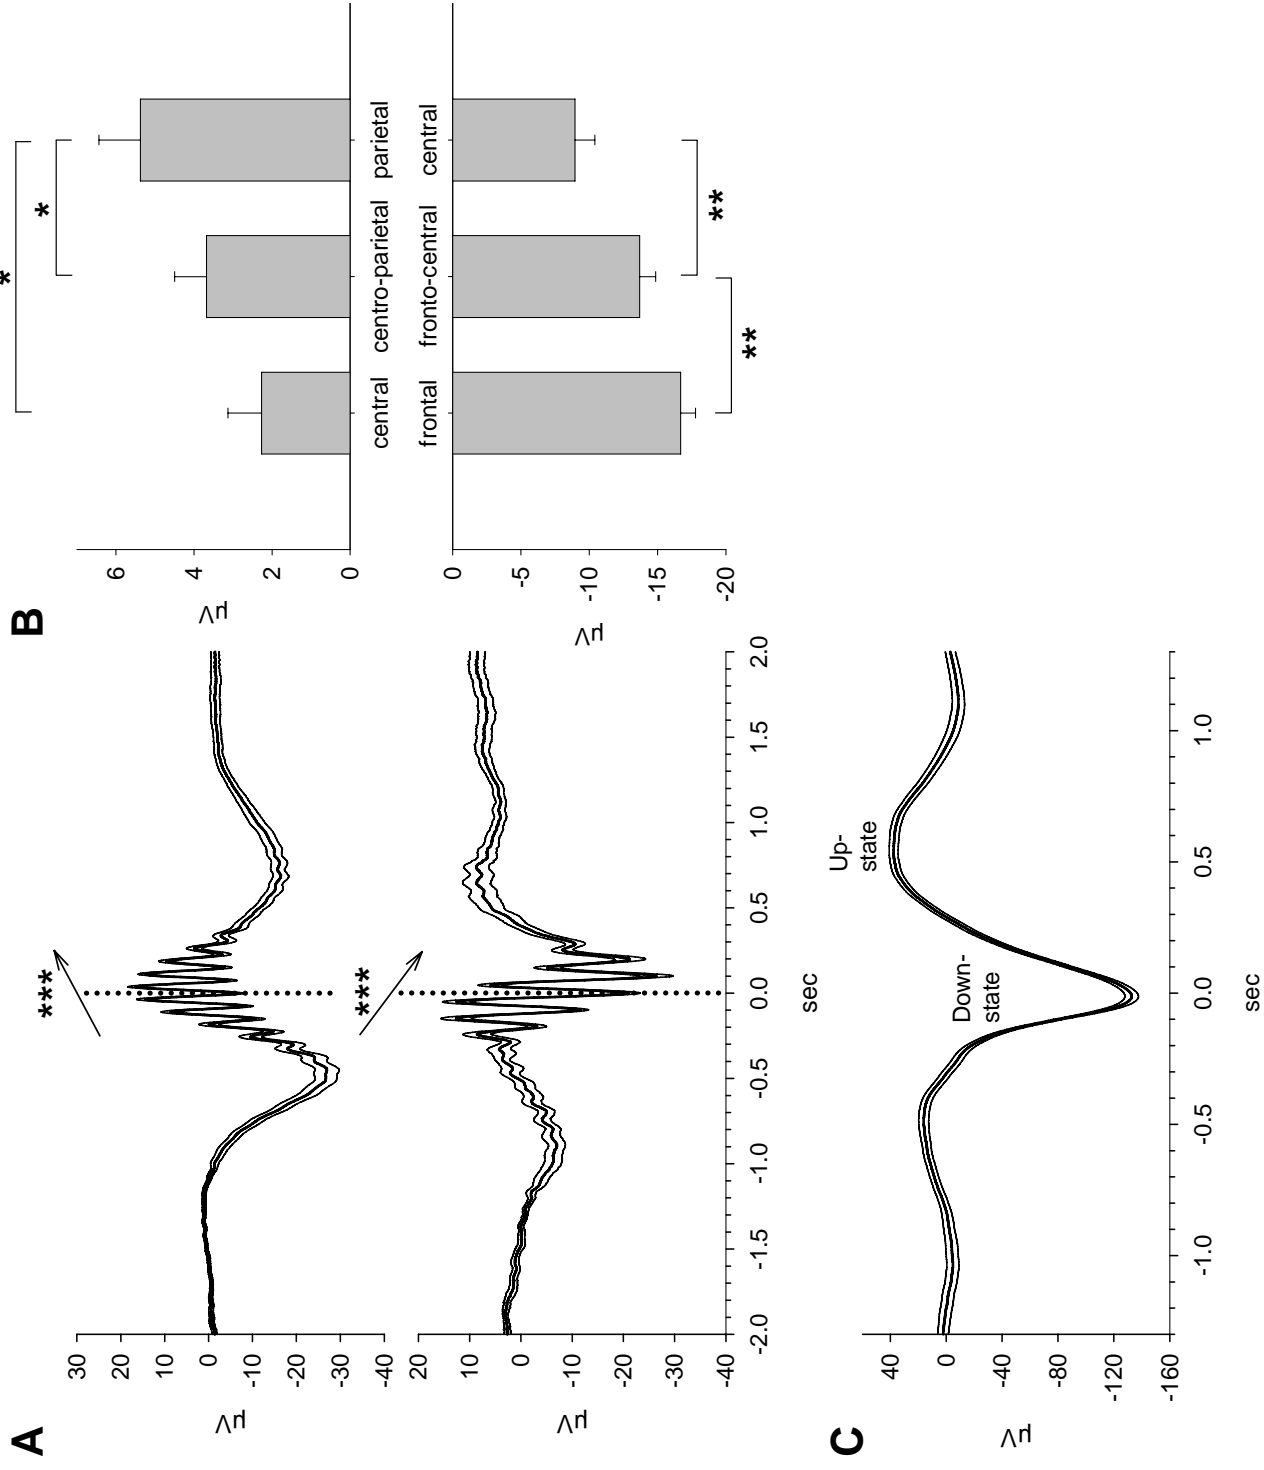 A
***
30
20
10
0
-10
-20
-30
-40
µV
***
20
10
0
-10
-20
-30
-40
µV
-2.0 -1.5 -1.0 -0.5 0.0 0.5 1.0 1.5 2.0
sec
B
*
*
6
4
2
0
µV
central centro-parietal parietal
frontal fronto-central central
0
-5
-10
-15
-20
µV
**
**
C
Up-
state
Down-
state
40
0
-40
-80
-120
-160
µV
-1.0 -0.5 0.0 0.5 1.0
sec